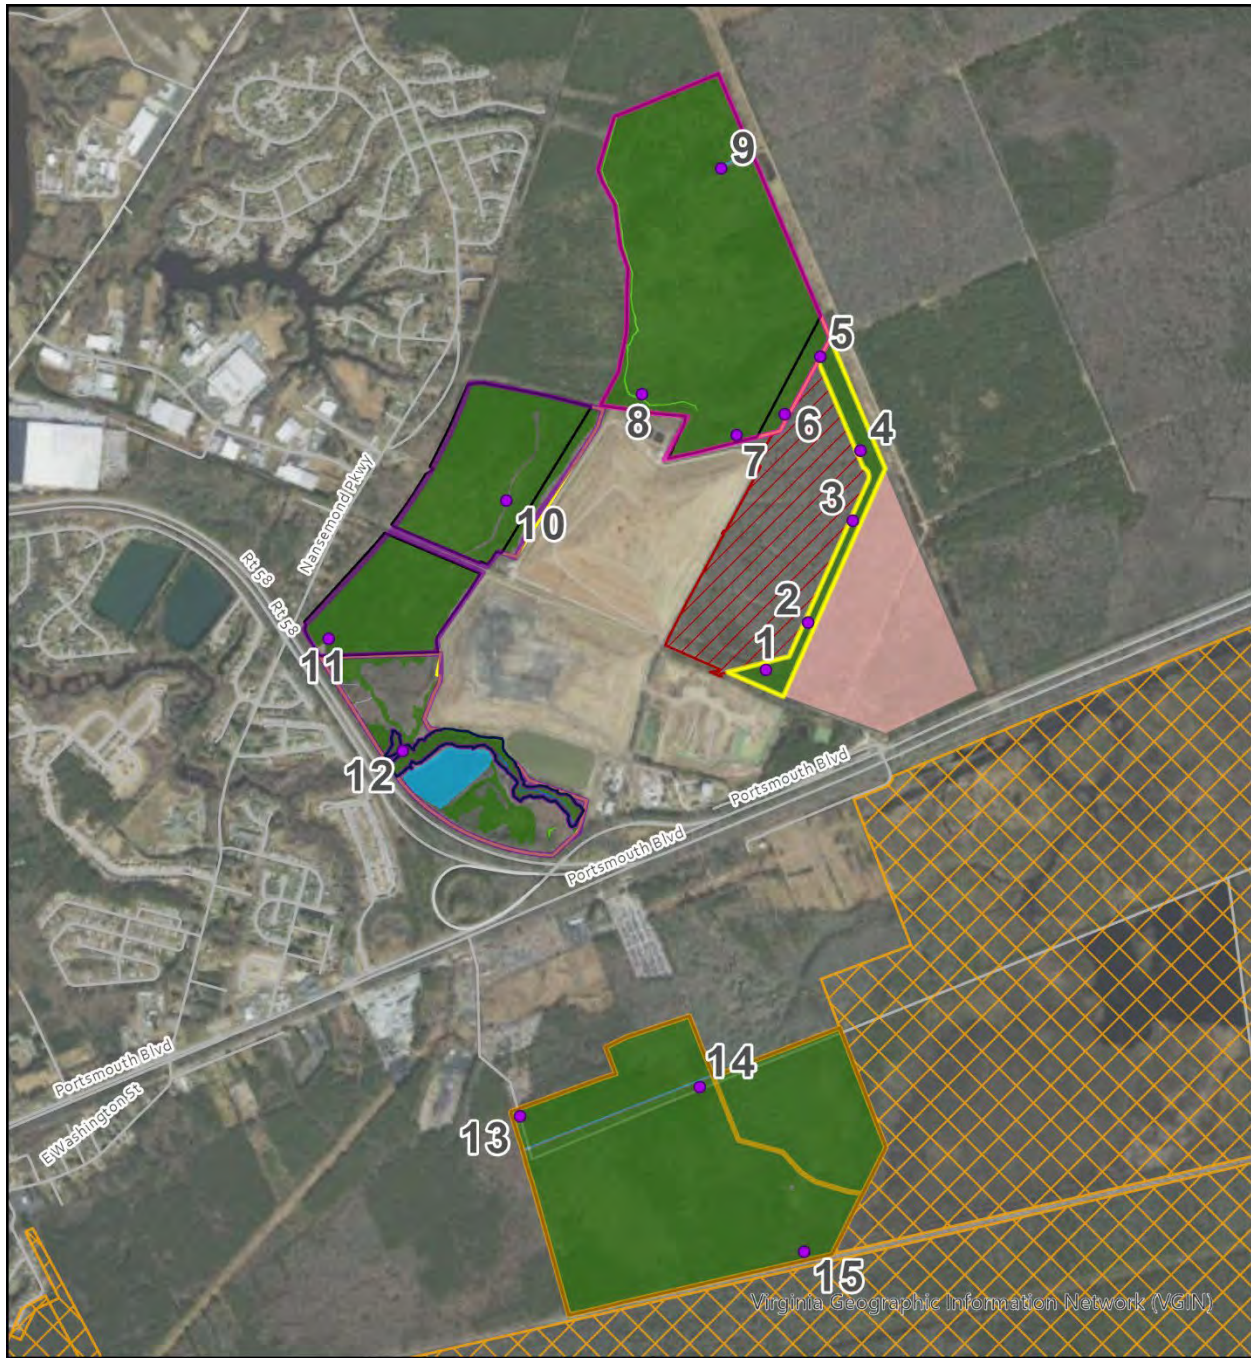 9
5
4
6
8
7
Nansemond Pkwy
3
10
Rt 58
Rt 58
2
1
11
12
Portsmouth Blvd
Portsmouth Blvd
Portsmouth Blvd
14
E Washington St
13
15
Virginia Geographic Information Network (VGIN)